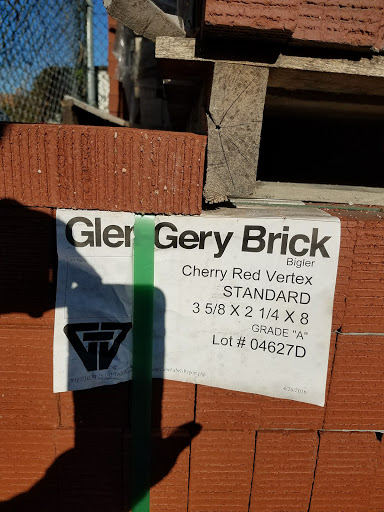 Glen Gery Brick
Bigler
Cherry Red Vertex
STANDARD
3 5/8 X 2 1/4 X 8
GRADE "A"
Lot # 04627D